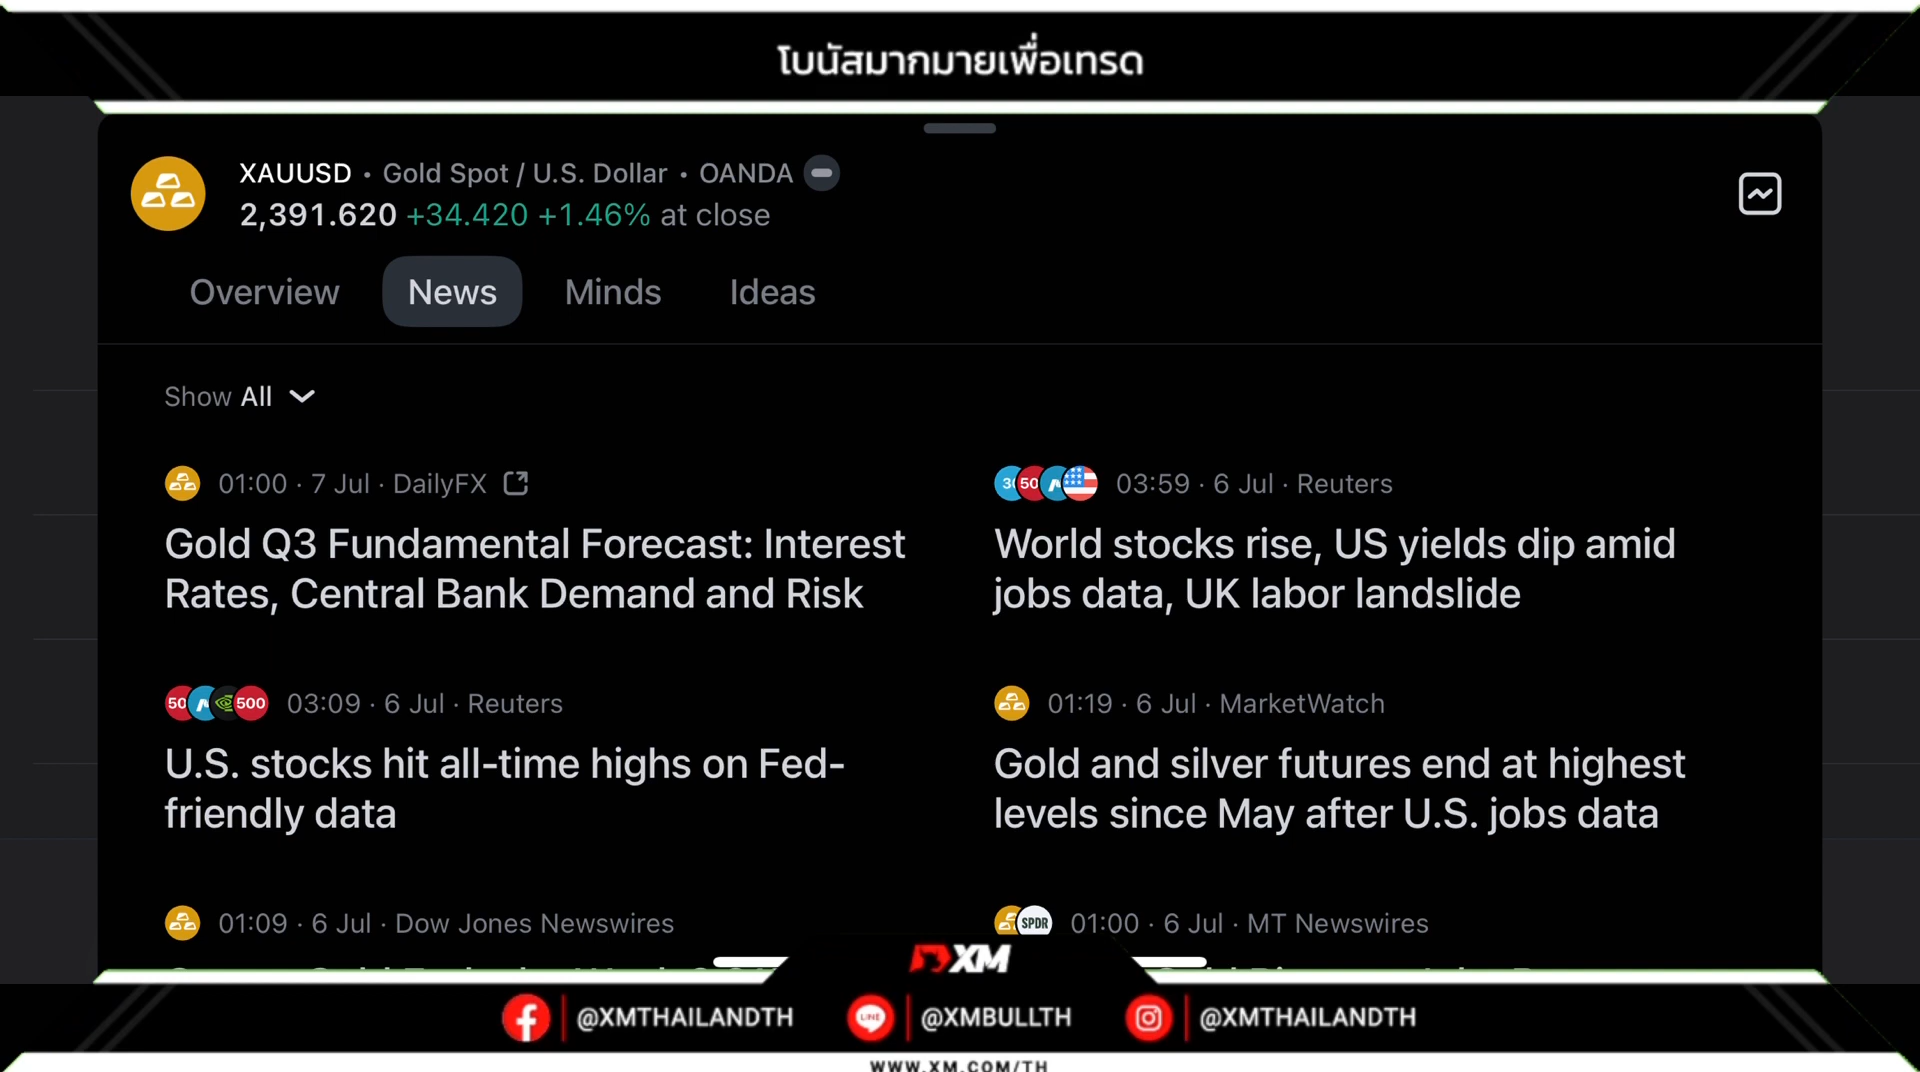 โบนัสมากมายเพื่อเทรด
XAUUSD • Gold Spot / U.S. Dollar • OANDA
2,391.620 +34.420 +1.46% at close
Overview News Minds Ideas
Show All
01:00 · 7 Jul · DailyFX
Gold Q3 Fundamental Forecast: Interest
Rates, Central Bank Demand and Risk
30 50 03:59 · 6 Jul · Reuters
World stocks rise, US yields dip amid
jobs data, UK labor landslide
50 500 03:09 · 6 Jul · Reuters
U.S. stocks hit all-time highs on Fed-
friendly data
01:19 · 6 Jul · MarketWatch
Gold and silver futures end at highest
levels since May after U.S. jobs data
01:09 · 6 Jul · Dow Jones Newswires
SPDR 01:00 · 6 Jul · MT Newswires
XM
@XMTHAILANDTH LINE @XMBULLTH @XMTHAILANDTH
WWW.XM.COM/TH